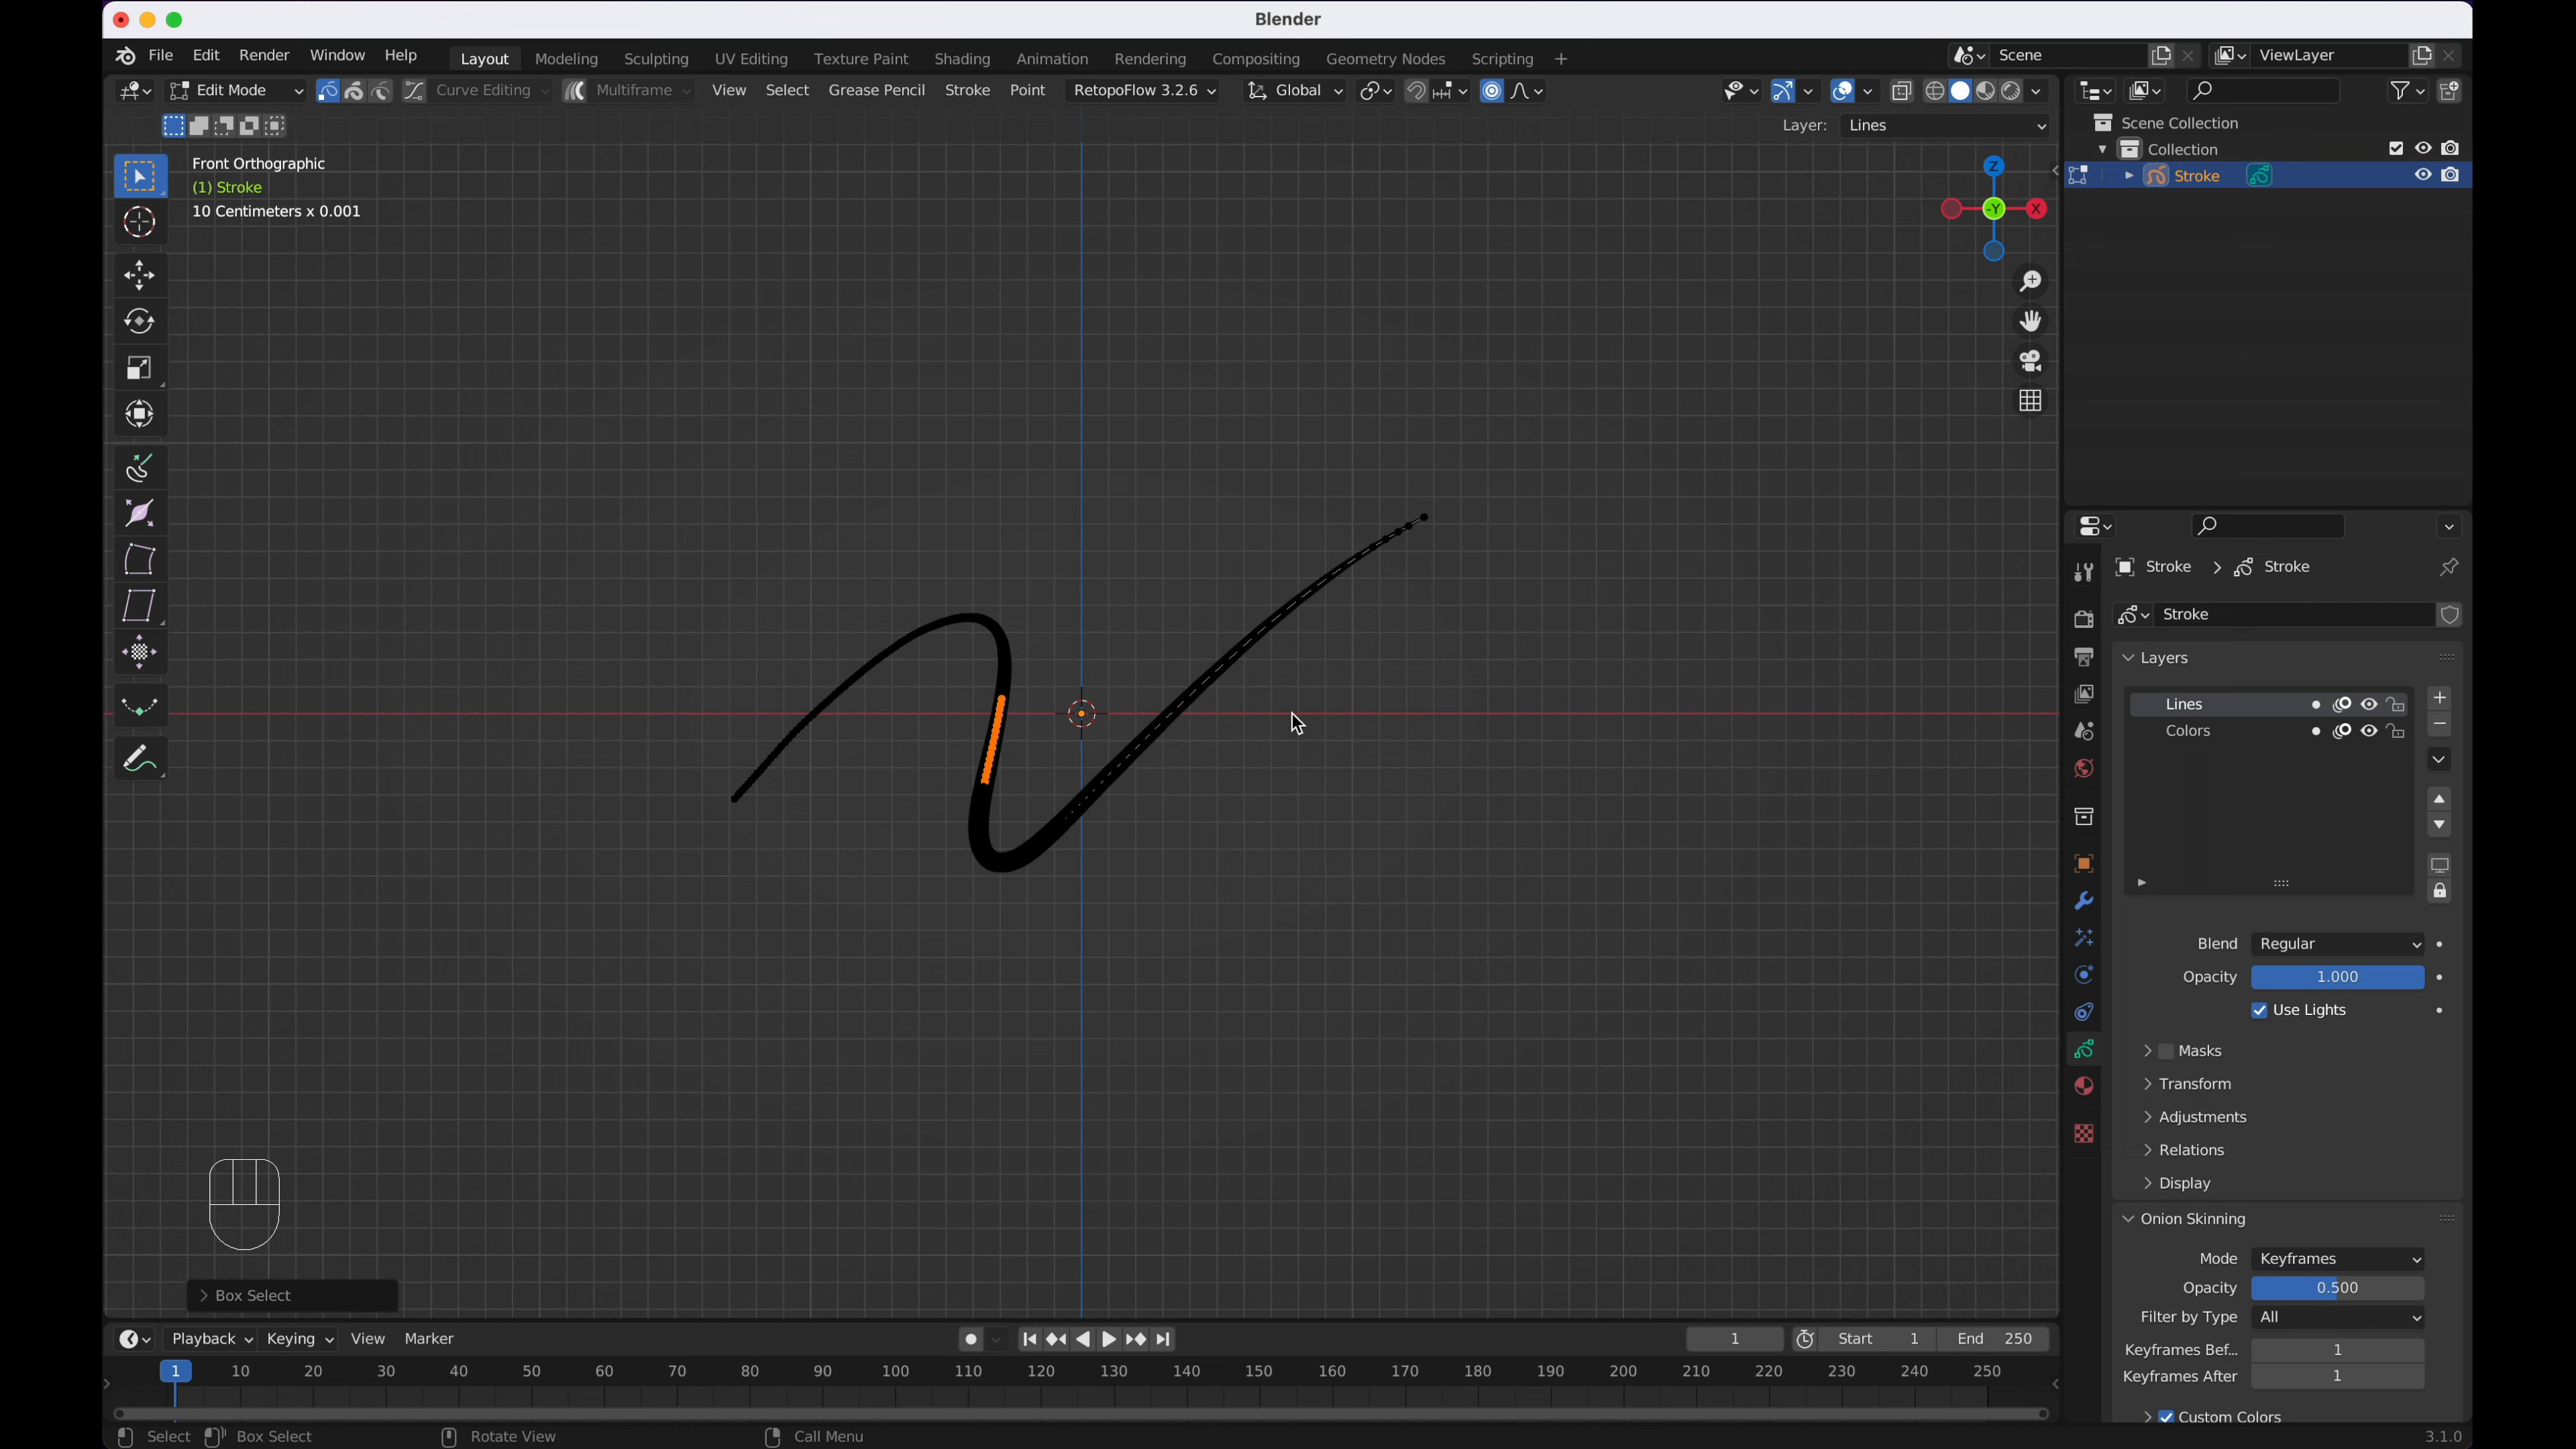 Blender
File Edit Render Window Help Layout Modeling Sculpting UV Editing Texture Paint Shading Animation Rendering Compositing Geometry Nodes Scripting + Scene ViewLayer
Edit Mode Curve Editing Multiframe View Select Grease Pencil Stroke Point RetopoFlow 3.2.6 Global
Layer: Lines
Scene Collection
Collection
Stroke
Front Orthographic
(1) Stroke
10 Centimeters x 0.001
Z
-Y
X
Stroke > Stroke
Stroke
Layers
Lines
Colors
Blend Regular
Opacity 1.000
Use Lights
Masks
Transform
Adjustments
Relations
Display
Onion Skinning
Mode Keyframes
Opacity 0.500
Filter by Type All
Keyframes Bef... 1
Keyframes After 1
Custom Colors
Box Select
Playback Keying View Marker 1 Start 1 End 250
1 10 20 30 40 50 60 70 80 90 100 110 120 130 140 150 160 170 180 190 200 210 220 230 240 250
Select Box Select Rotate View Call Menu 3.1.0